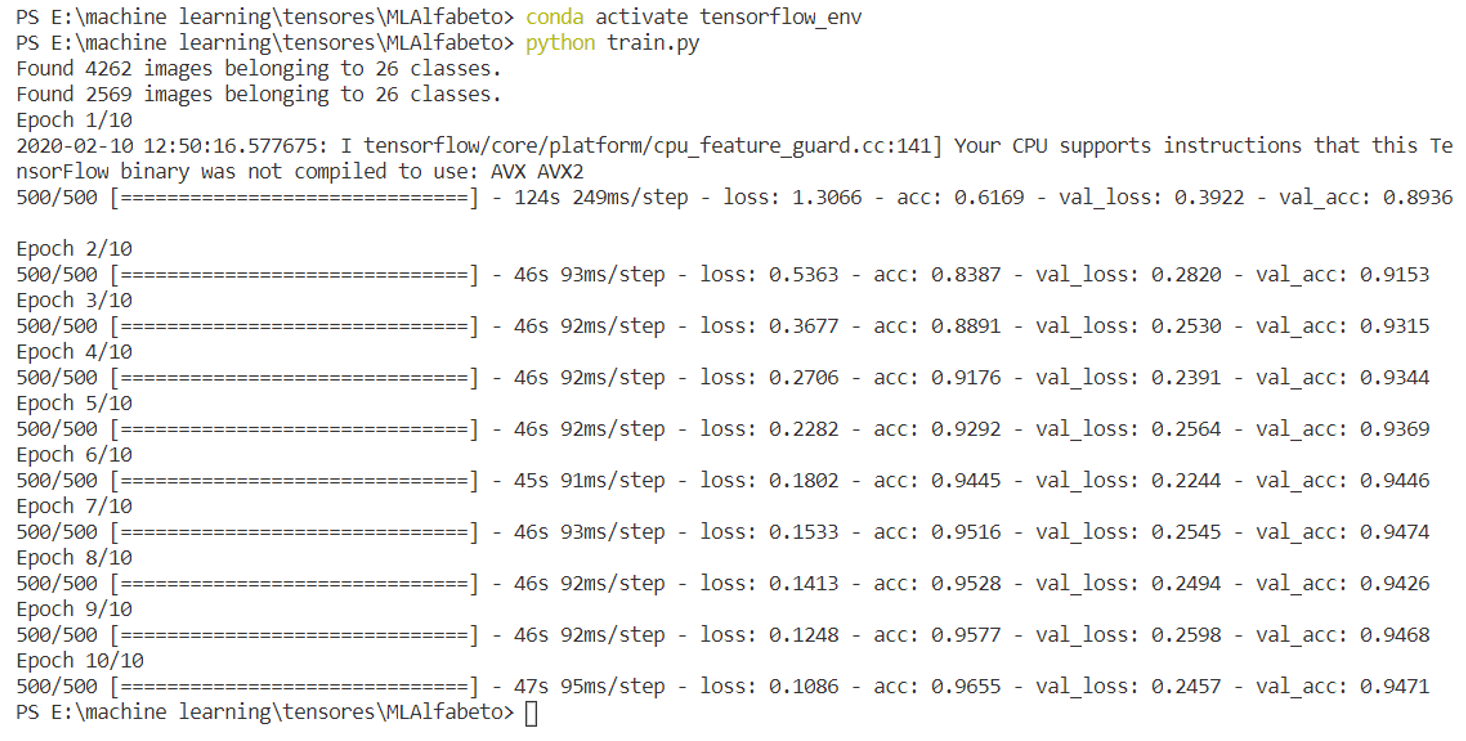 PS E:\machine learning\tensores\MLAlfabeto> conda activate tensorflow_env
PS E:\machine learning\tensores\MLAlfabeto> python train.py
Found 4262 images belonging to 26 classes.
Found 2569 images belonging to 26 classes.
Epoch 1/10
2020-02-10 12:50:16.577675: I tensorflow/core/platform/cpu_feature_guard.cc:141] Your CPU supports instructions that this Te
nsorFlow binary was not compiled to use: AVX AVX2
500/500 [==============================] - 124s 249ms/step - loss: 1.3066 - acc: 0.6169 - val_loss: 0.3922 - val_acc: 0.8936
Epoch 2/10
500/500 [==============================] - 46s 93ms/step - loss: 0.5363 - acc: 0.8387 - val_loss: 0.2820 - val_acc: 0.9153
Epoch 3/10
500/500 [==============================] - 46s 92ms/step - loss: 0.3677 - acc: 0.8891 - val_loss: 0.2530 - val_acc: 0.9315
Epoch 4/10
500/500 [==============================] - 46s 92ms/step - loss: 0.2706 - acc: 0.9176 - val_loss: 0.2391 - val_acc: 0.9344
Epoch 5/10
500/500 [==============================] - 46s 92ms/step - loss: 0.2282 - acc: 0.9292 - val_loss: 0.2564 - val_acc: 0.9369
Epoch 6/10
500/500 [==============================] - 45s 91ms/step - loss: 0.1802 - acc: 0.9445 - val_loss: 0.2244 - val_acc: 0.9446
Epoch 7/10
500/500 [==============================] - 46s 93ms/step - loss: 0.1533 - acc: 0.9516 - val_loss: 0.2545 - val_acc: 0.9474
Epoch 8/10
500/500 [==============================] - 46s 92ms/step - loss: 0.1413 - acc: 0.9528 - val_loss: 0.2494 - val_acc: 0.9426
Epoch 9/10
500/500 [==============================] - 46s 92ms/step - loss: 0.1248 - acc: 0.9577 - val_loss: 0.2598 - val_acc: 0.9468
Epoch 10/10
500/500 [==============================] - 47s 95ms/step - loss: 0.1086 - acc: 0.9655 - val_loss: 0.2457 - val_acc: 0.9471
PS E:\machine learning\tensores\MLAlfabeto>